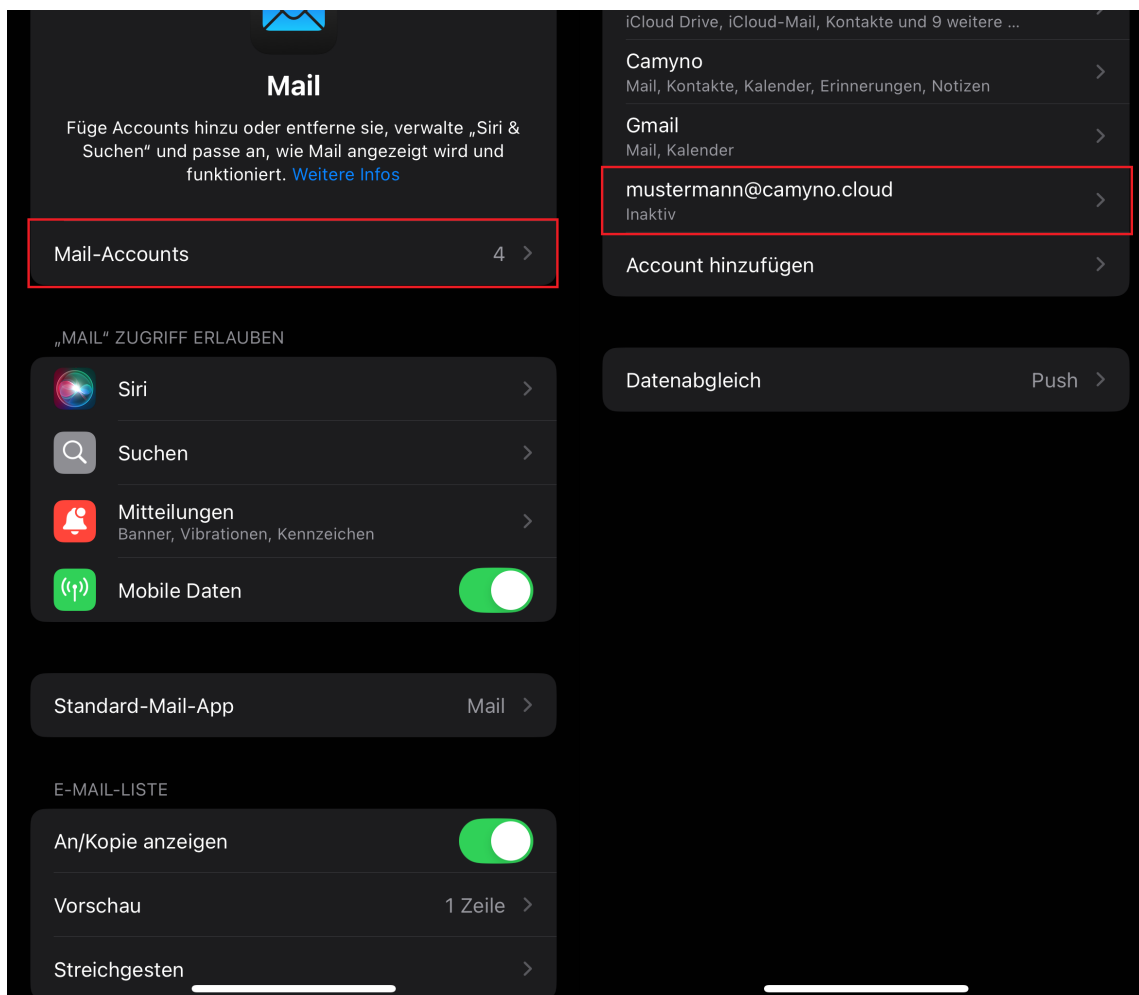 Mail
Füge Accounts hinzu oder entferne sie, verwalte „Siri &
Suchen“ und passe an, wie Mail angezeigt wird und
funktioniert. Weitere Infos
Mail-Accounts 4
„MAIL“ ZUGRIFF ERLAUBEN
Siri
Suchen
Mitteilungen
Banner, Vibrationen, Kennzeichen
Mobile Daten
Standard-Mail-App Mail
E-MAIL-LISTE
An/Kopie anzeigen
Vorschau 1 Zeile
Streichgesten
iCloud Drive, iCloud-Mail, Kontakte und 9 weitere ...
Camyno
Mail, Kontakte, Kalender, Erinnerungen, Notizen
Gmail
Mail, Kalender
mustermann@camyno.cloud
Inaktiv
Account hinzufügen
Datenabgleich Push